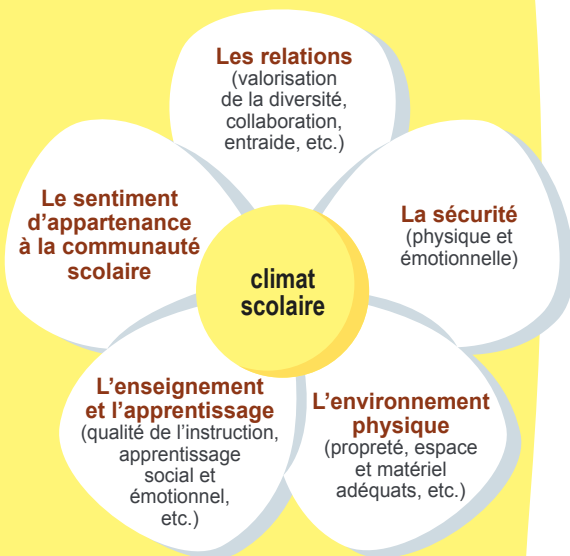 Les relations
(valorisation
de la diversité,
collaboration,
entraide, etc.)
La sécurité
(physique et
émotionnelle)
L'environnement
physique
(propreté, espace
et matériel
adéquats, etc.)
L'enseignement
et l'apprentissage
(qualité de l'instruction,
apprentissage
social et
émotionnel,
etc.)
Le sentiment
d'appartenance
à la communauté
scolaire
climat
scolaire